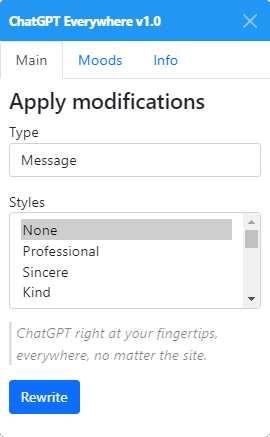 ChatGPT Everywhere v1.0
Main Moods Info
Apply modifications
Type
Message
Styles
None
Professional
Sincere
Kind
ChatGPT right at your fingertips,
everywhere, no matter the site.
Rewrite